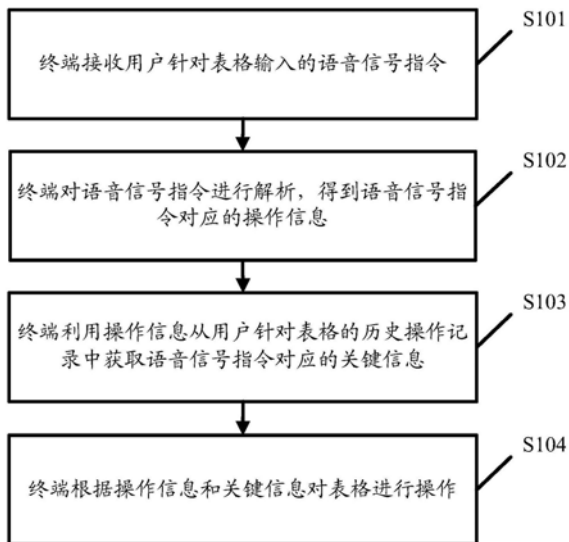 S101
终端接收用户针对表格输入的语音信号指令
S102
终端对语音信号指令进行解析，得到语音信号指
令对应的操作信息
S103
终端利用操作信息从用户针对表格的历史操作记
录中获取语音信号指令对应的关键信息
S104
终端根据操作信息和关键信息对表格进行操作